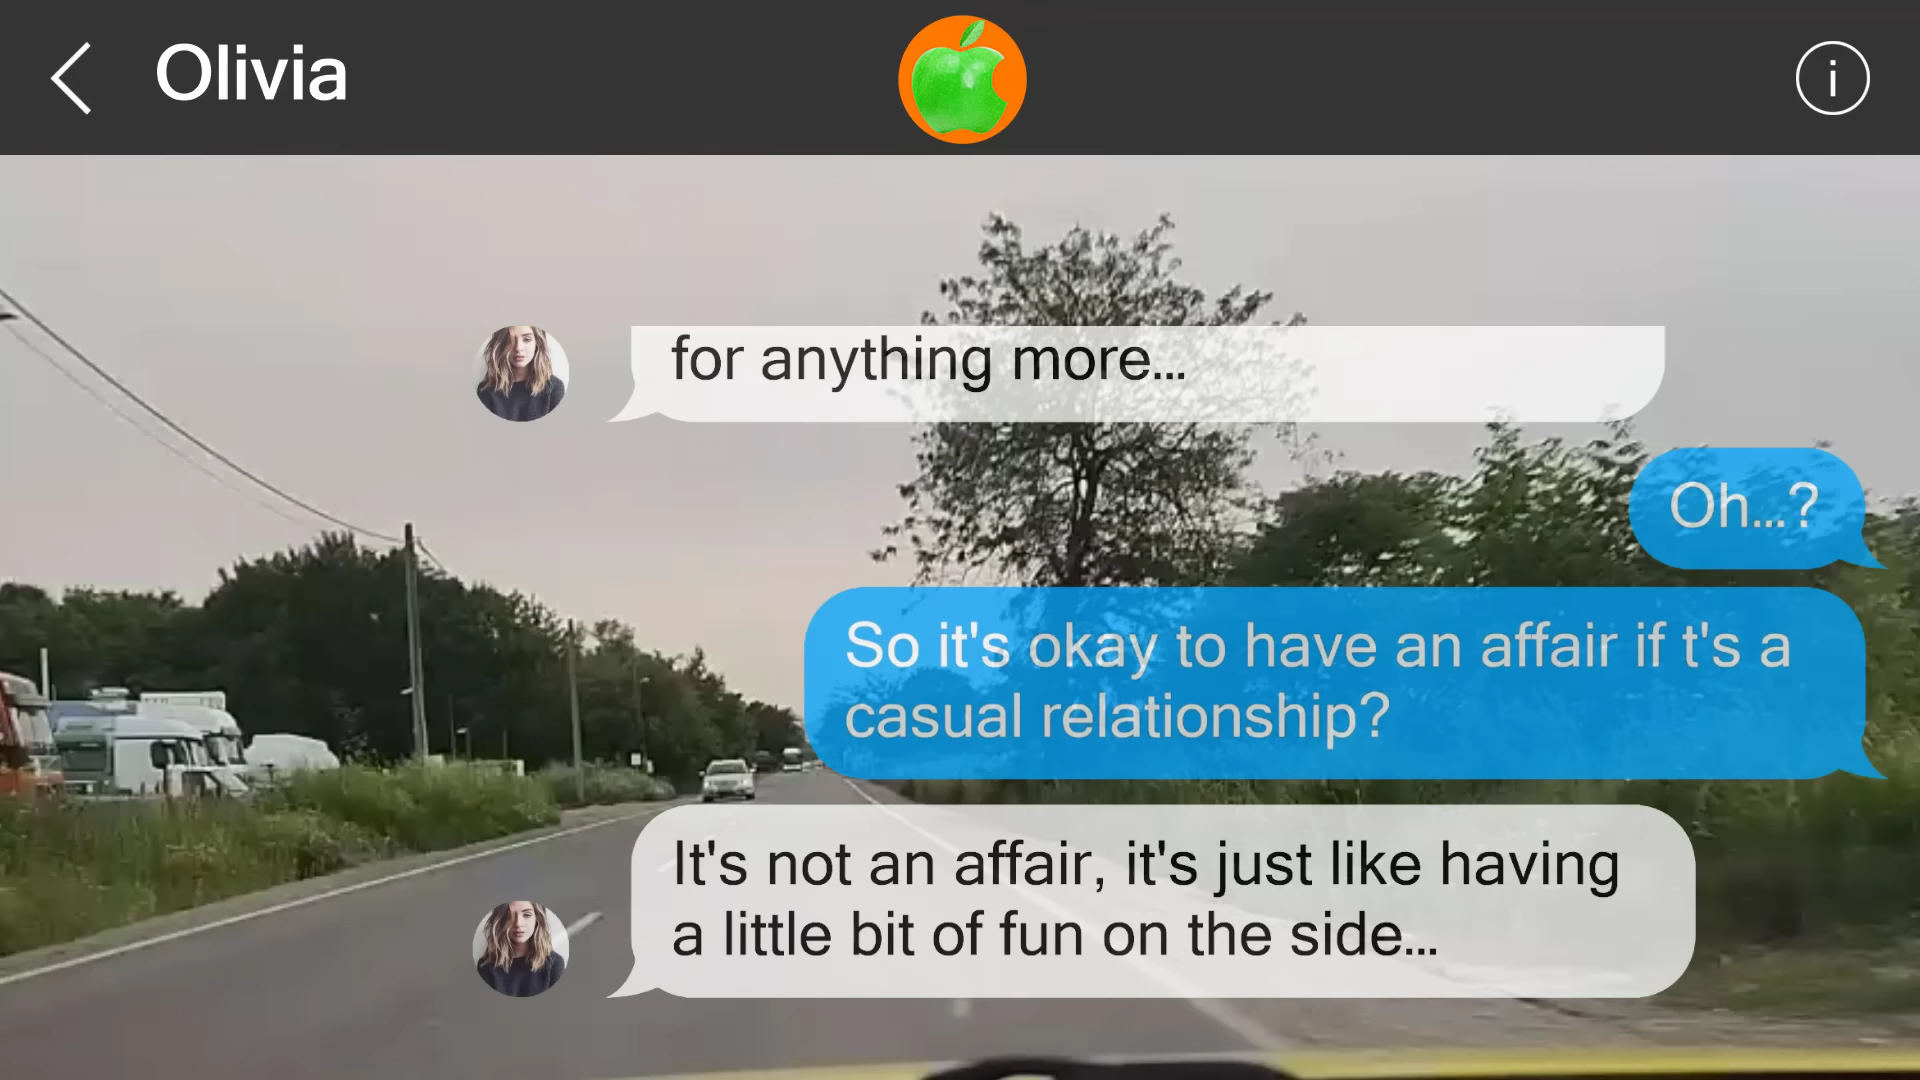 Olivia
i
for anything more...
Oh...?
So it's okay to have an affair if t's a
casual relationship?
It's not an affair, it's just like having
a little bit of fun on the side...